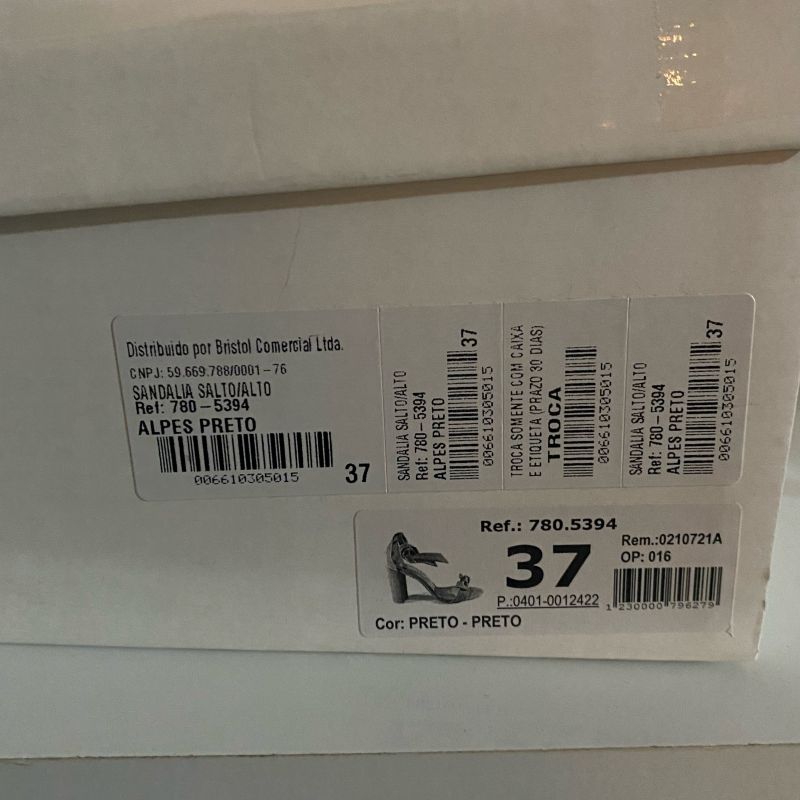 Distribuido por Bristol Comercial Ltda.
CNPJ: 59.669.788/0001-76
SANDALIA SALTO/ALTO
Ref: 780-5394
ALPES PRETO
006610305015
37
SANDALIA SALTO/ALTO
Ref: 780-5394
ALPES PRETO
37
006610305015
TROCA SOMENTE COM CAIXA
E ETIQUETA (PRAZO 30 DIAS)
TROCA
006610305015
SANDALIA SALTO/ALTO
Ref: 780-5394
ALPES PRETO
37
006610305015
Ref.: 780.5394
37
Rem.:0210721A
OP: 016
P.:0401-0012422
1 230000 796279
Cor: PRETO - PRETO